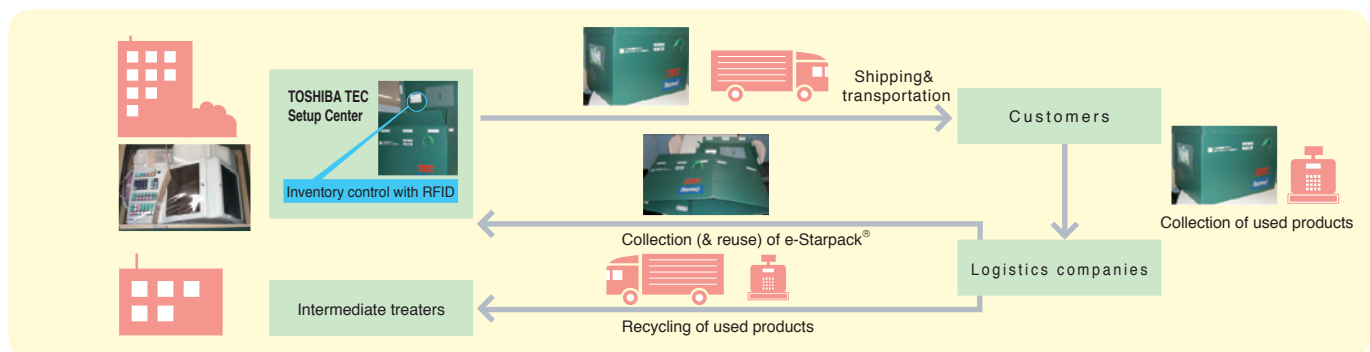 TOSHIBA TEC
Setup Center
Inventory control with RFID
Shipping&
transportation
Customers
Collection of used products
Collection (& reuse) of e-Starpack®
Logistics companies
Intermediate treaters
Recycling of used products